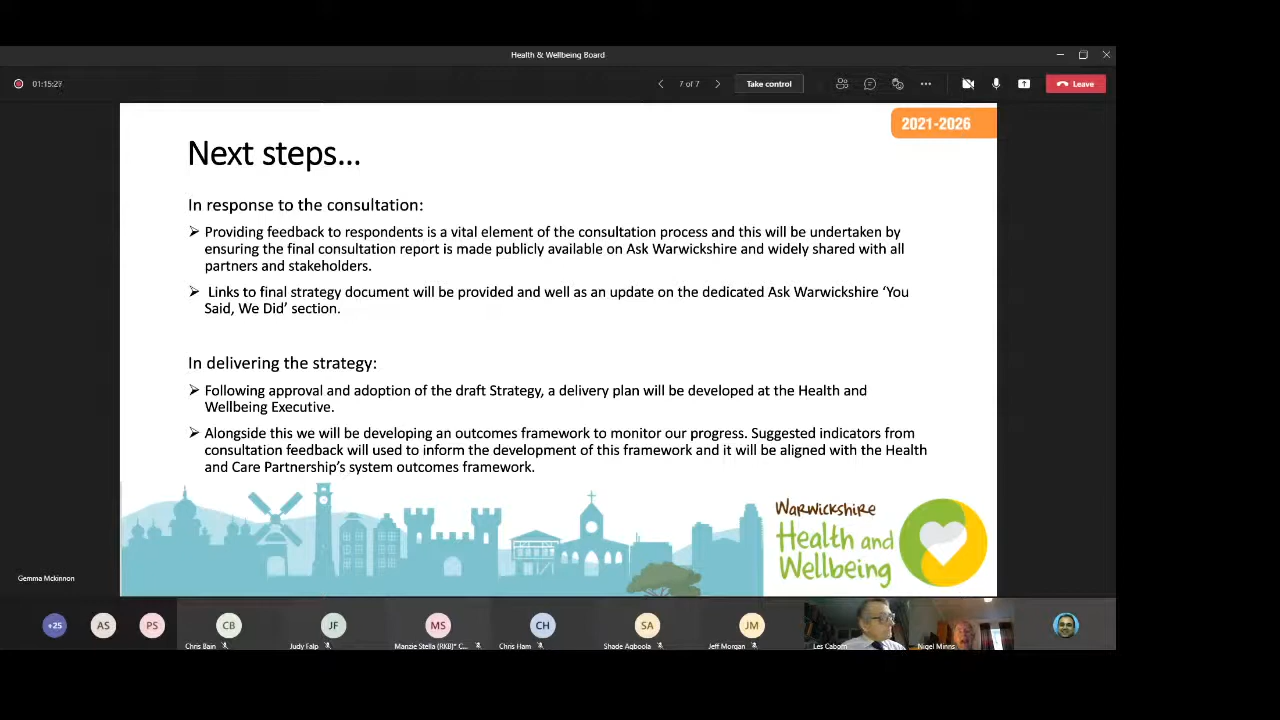 Health & Wellbeing Board
01:15:27
7 of 7
Take control
Leave
2021-2026
Next steps...
In response to the consultation:
➢ Providing feedback to respondents is a vital element of the consultation process and this will be undertaken by
ensuring the final consultation report is made publicly available on Ask Warwickshire and widely shared with all
partners and stakeholders.
➢ Links to final strategy document will be provided and well as an update on the dedicated Ask Warwickshire ‘You
Said, We Did’ section.
In delivering the strategy:
➢ Following approval and adoption of the draft Strategy, a delivery plan will be developed at the Health and
Wellbeing Executive.
➢ Alongside this we will be developing an outcomes framework to monitor our progress. Suggested indicators from
consultation feedback will used to inform the development of this framework and it will be aligned with the Health
and Care Partnership’s system outcomes framework.
Warwickshire
Health and
Wellbeing
Gemma Mckinnon
+25 AS PS CB JF MS CH SA JM
Chris Bain Judy Falp Manzie Stella (RKB)* C... Chris Ham Shade Agboola Jeff Morgan Les Caborn Nigel Minns